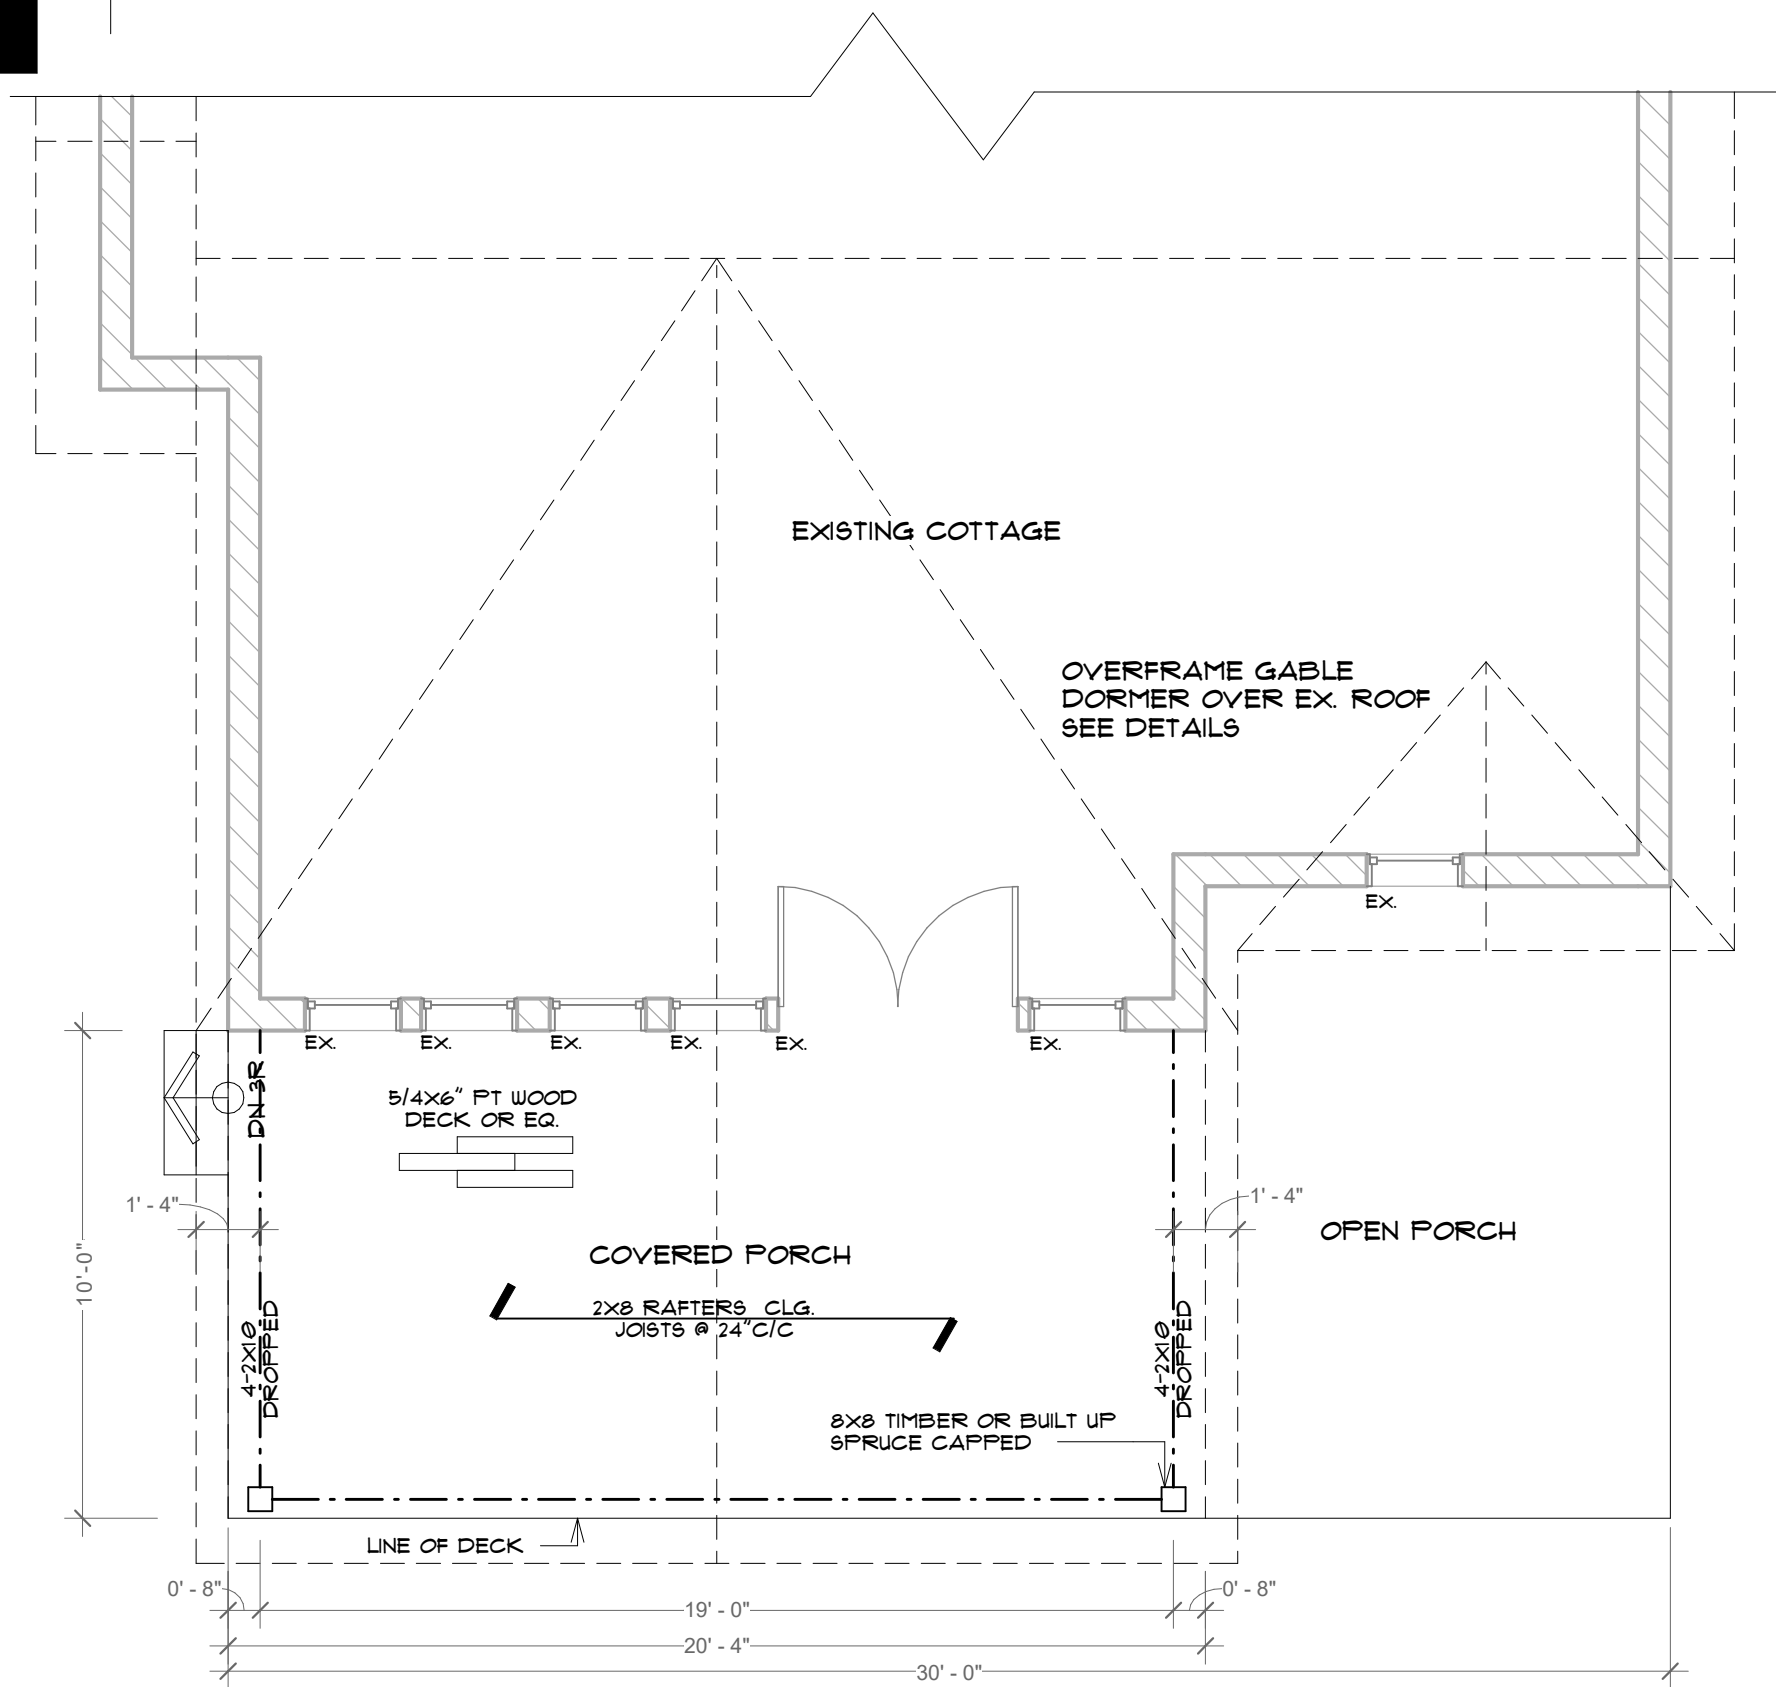 EXISTING COTTAGE
OVERFRAME GABLE
DORMER OVER EX. ROOF
SEE DETAILS
EX.
EX.
EX.
EX.
EX.
EX.
EX.
DN 3R
5/4X6" PT WOOD
DECK OR EQ.
1' - 4"
1' - 4"
10'-0"
OPEN PORCH
COVERED PORCH
2X8 RAFTERS CLG.
JOISTS @ 24"C/C
4-2X10
DROPPED
4-2X10
DROPPED
8X8 TIMBER OR BUILT UP
SPRUCE CAPPED
LINE OF DECK
0' - 8"
0' - 8"
19' - 0"
20' - 4"
30' - 0"